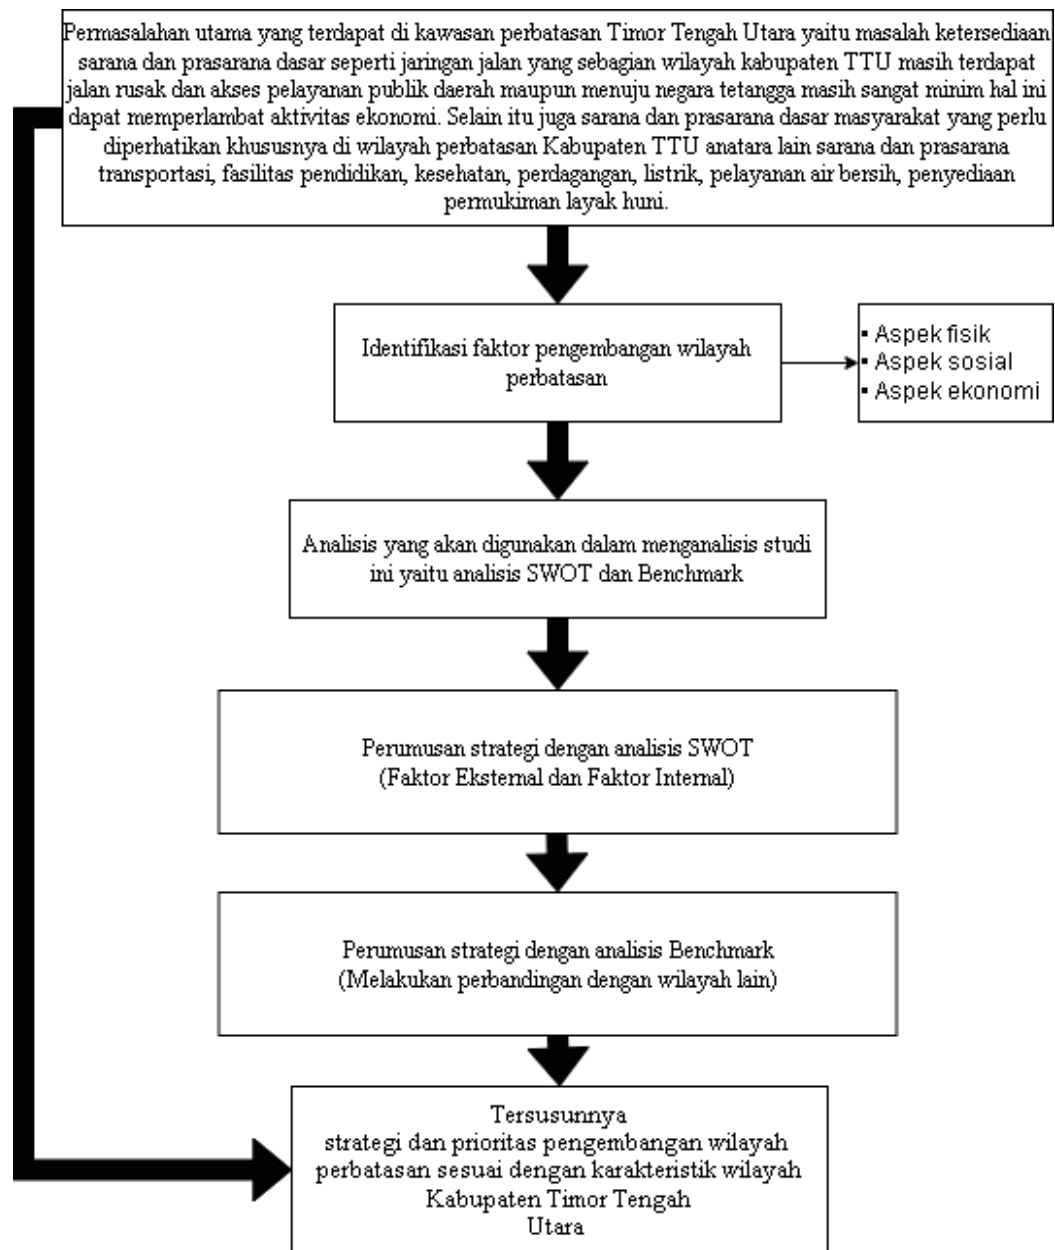 Permasalahan utama yang terdapat di kawasan perbatasan Timor Tengah Utara yaitu masalah ketersediaan
sarana dan prasarana dasar seperti jaringan jalan yang sebagian wilayah kabupaten TTU masih terdapat
jalan rusak dan akses pelayanan publik daerah maupun menuju negara tetangga masih sangat minim hal ini
dapat memperlambat aktivitas ekonomi. Selain itu juga sarana dan prasarana dasar masyarakat yang perlu
diperhatikan khususnya di wilayah perbatasan Kabupaten TTU anatara lain sarana dan prasarana
transportasi, fasilitas pendidikan, kesehatan, perdagangan, listrik, pelayanan air bersih, penyediaan
permukiman layak huni.
Identifikasi faktor pengembangan wilayah
perbatasan
▪ Aspek fisik
▪ Aspek sosial
▪ Aspek ekonomi
Analisis yang akan digunakan dalam menganalisis studi
ini yaitu analisis SWOT dan Benchmark
Perumusan strategi dengan analisis SWOT
(Faktor Eksternal dan Faktor Internal)
Perumusan strategi dengan analisis Benchmark
(Melakukan perbandingan dengan wilayah lain)
Tersusunnya
strategi dan prioritas pengembangan wilayah
perbatasan sesuai dengan karakteristik wilayah
Kabupaten Timor Tengah
Utara